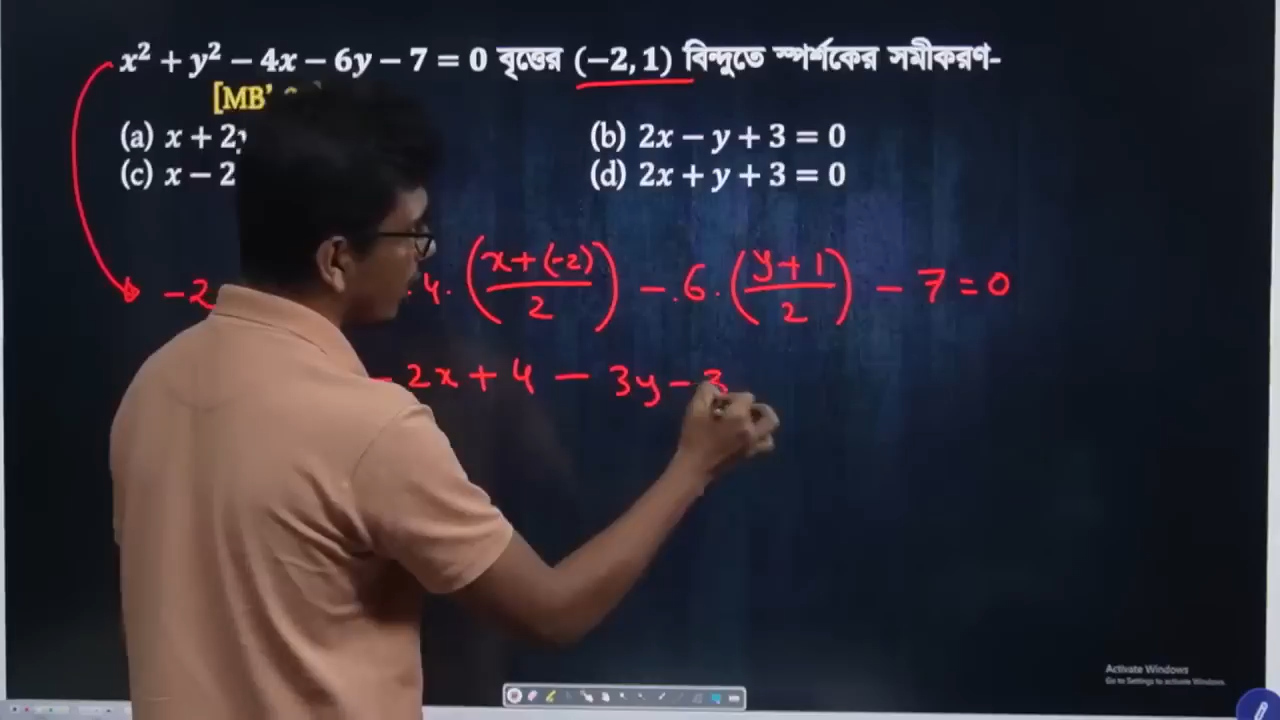 x² + y² − 4x − 6y − 7 = 0 বৃত্তের (−2, 1) বিন্দুতে স্পর্শকের সমীকরণ-
[MB'
(a) x + 2y
(b) 2x − y + 3 = 0
(c) x − 2
(d) 2x + y + 3 = 0
−2 4. (x+(−2)/2) − .6. (y+1/2) − 7 = 0
− 2x + 4 − 3y − 3
Activate Windows
Go to Settings to activate Windows.